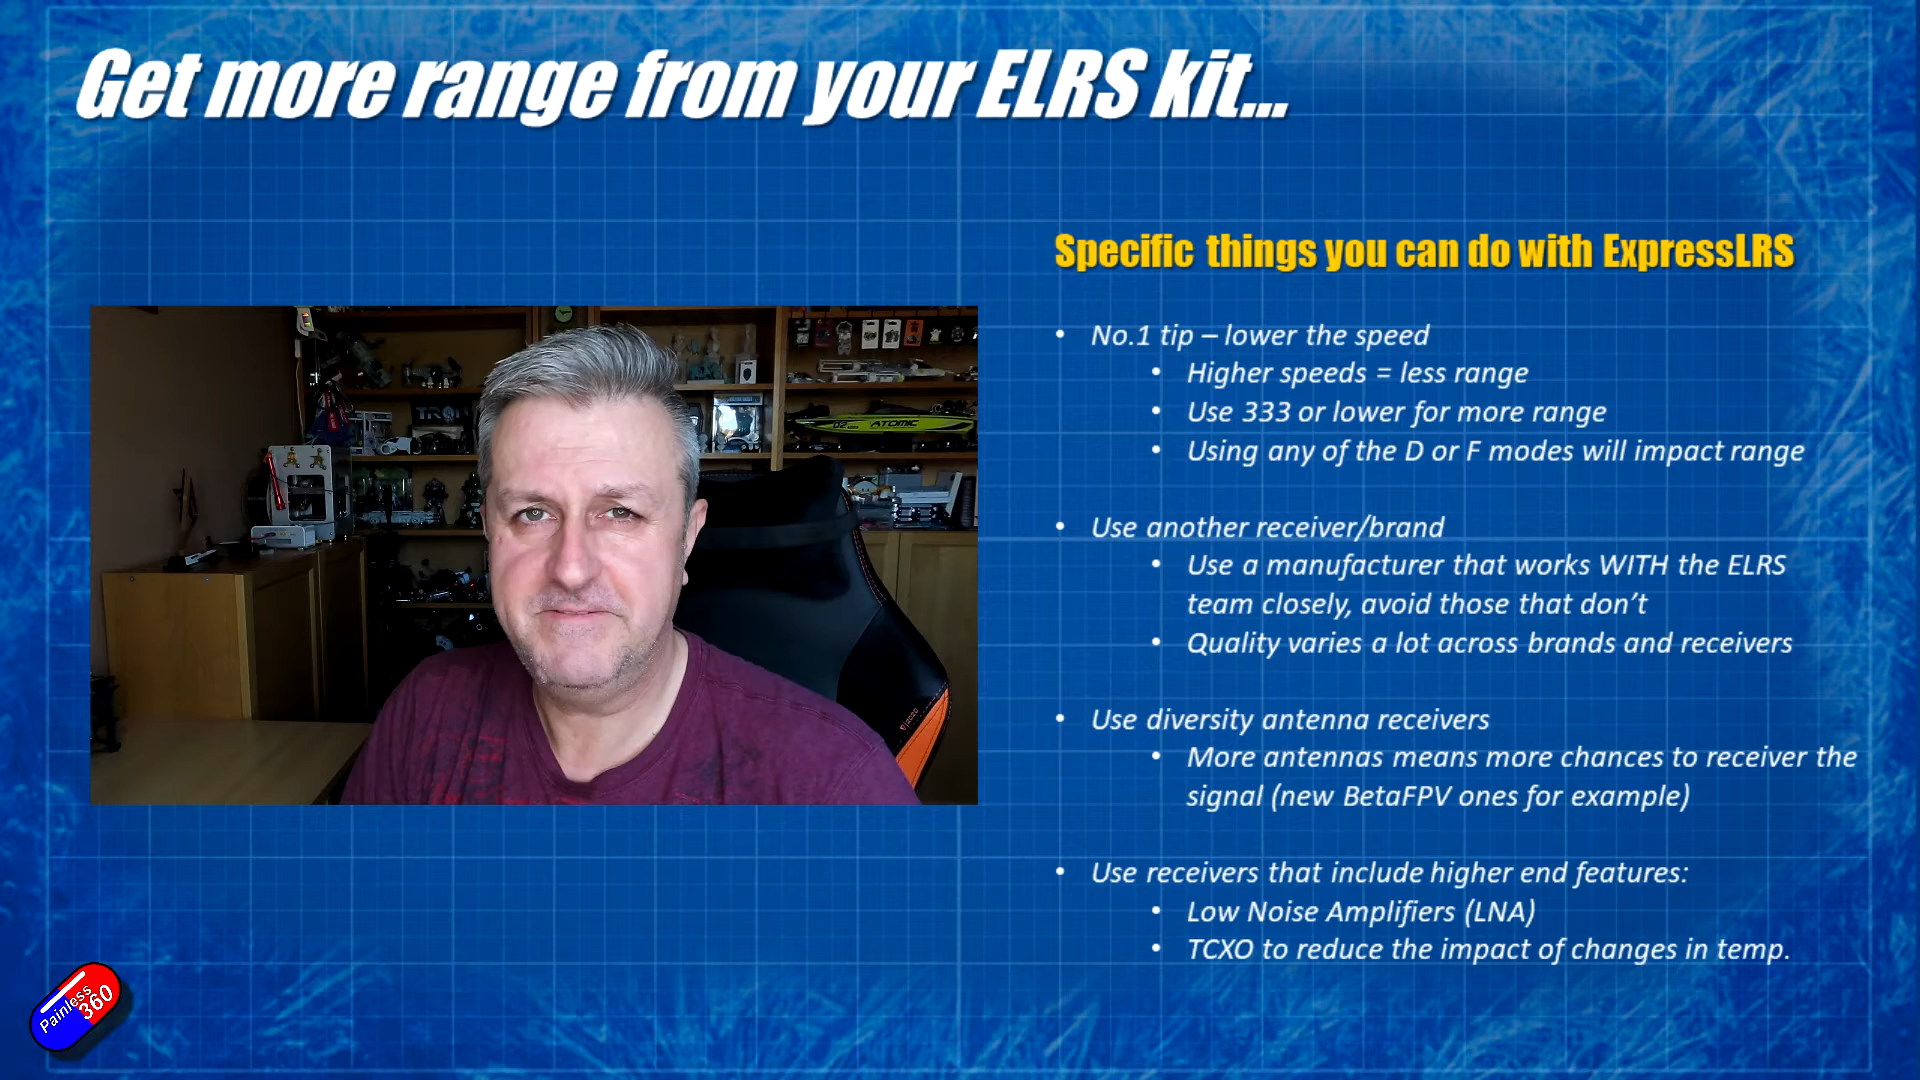 Get more range from your ELRS kit...
Specific things you can do with ExpressLRS
• No.1 tip – lower the speed
• Higher speeds = less range
• Use 333 or lower for more range
• Using any of the D or F modes will impact range
• Use another receiver/brand
• Use a manufacturer that works WITH the ELRS
team closely, avoid those that don't
• Quality varies a lot across brands and receivers
• Use diversity antenna receivers
• More antennas means more chances to receiver the
signal (new BetaFPV ones for example)
• Use receivers that include higher end features:
• Low Noise Amplifiers (LNA)
• TCXO to reduce the impact of changes in temp.
TRON
02 ATOMIC
Painless
360